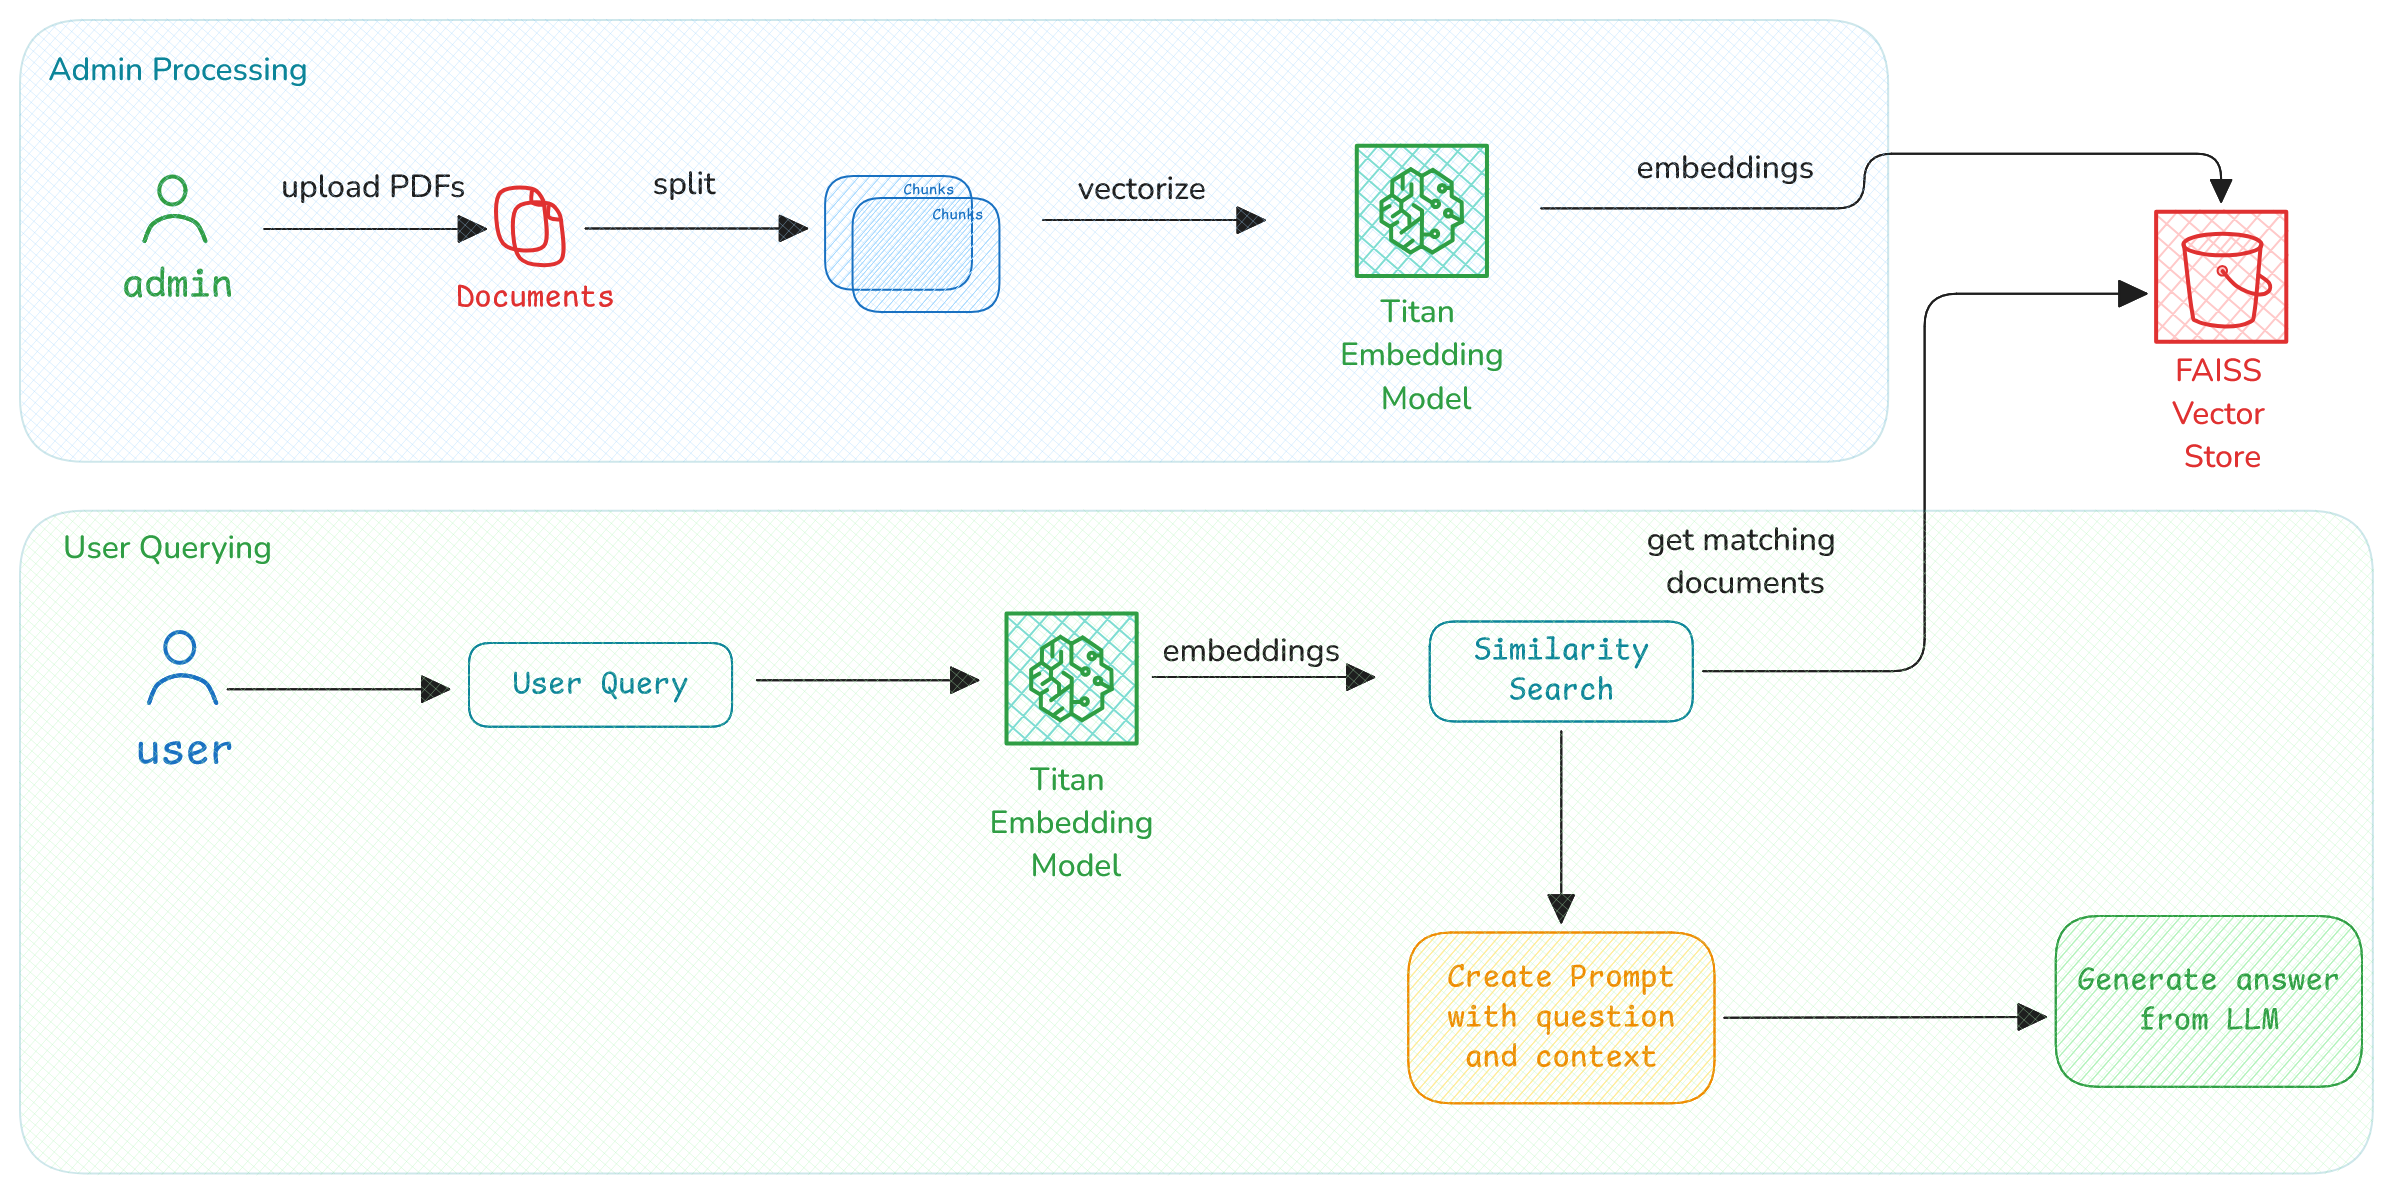 Admin Processing
upload PDFs
split
Chunks
Chunks
vectorize
embeddings
admin
Documents
Titan
Embedding
Model
FAISS
Vector
Store
User Querying
get matching
documents
user
User Query
embeddings
Similarity
Search
Titan
Embedding
Model
Create Prompt
with question
and context
Generate answer
from LLM